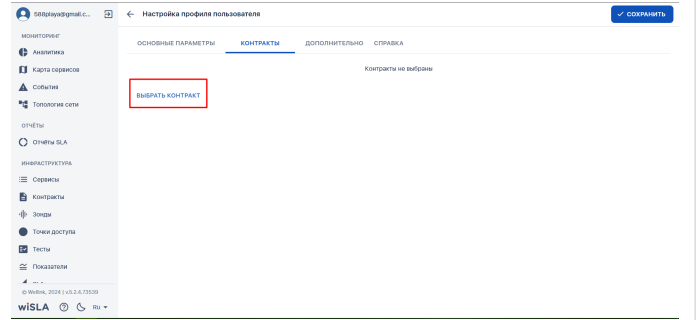 588playa@gmail.c...
Настройка профиля пользователя
СОХРАНИТЬ
МОНИТОРИНГ
Аналитика
Карта сервисов
События
Топология сети
ОТЧЁТЫ
Отчёты SLA
ИНФРАСТРУКТУРА
Сервисы
Контракты
Зонды
Точки доступа
Тесты
Показатели
© Wellink, 2024 | v.5.2.4.73539
wiSLA
Ru
ОСНОВНЫЕ ПАРАМЕТРЫ
КОНТРАКТЫ
ДОПОЛНИТЕЛЬНО
СПРАВКА
Контракты не выбраны
ВЫБРАТЬ КОНТРАКТ